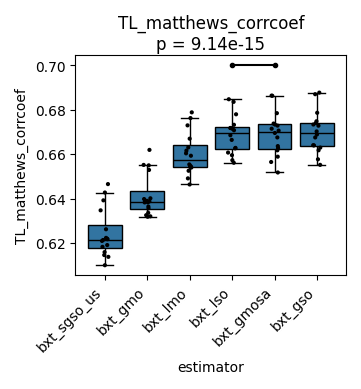 TL_matthews_corrcoef
p = 9.14e-15
TL_matthews_corrcoef
0.70
0.68
0.66
0.64
0.62
bxt_sgso_us
bxt_gmo
bxt_lmo
bxt_lso
bxt_gmosa
bxt_gso
estimator